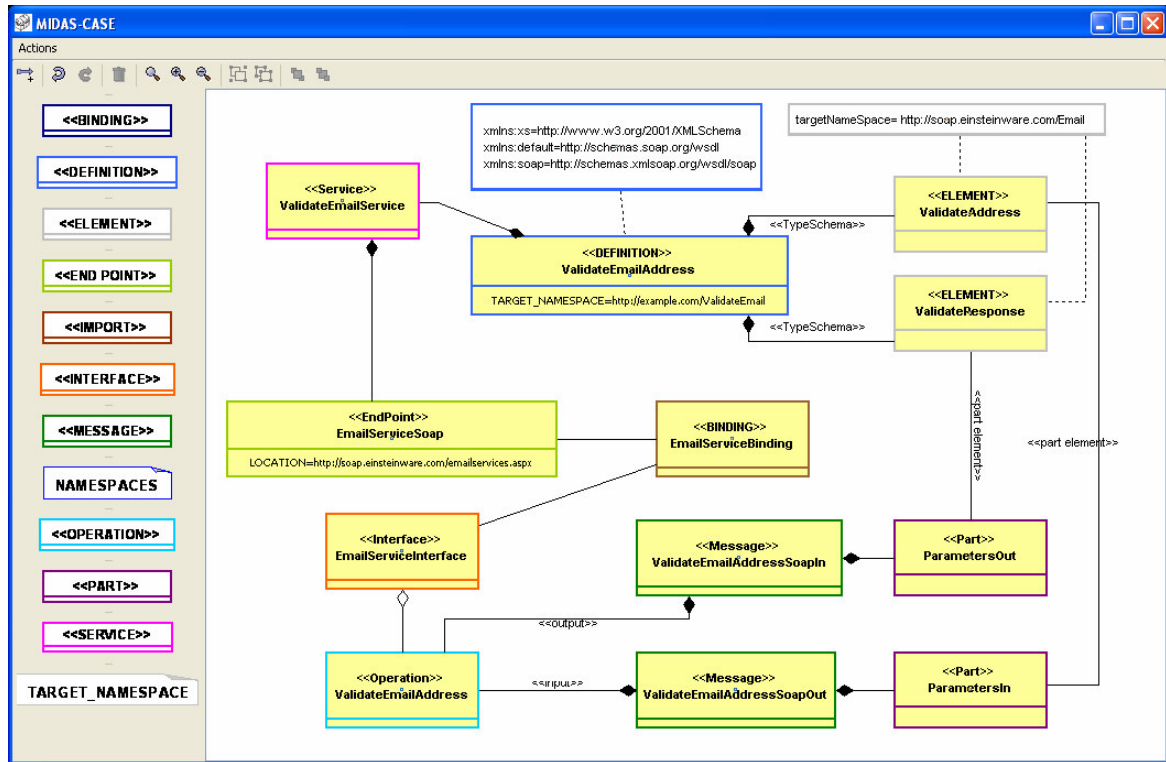 MIDAS-CASE
Actions
<<BINDING>>
<<DEFINITION>>
<<ELEMENT>>
<<END POINT>>
<<IMPORT>>
<<INTERFACE>>
<<MESSAGE>>
NAMESPACES
<<OPERATION>>
<<PART>>
<<SERVICE>>
TARGET_NAMESPACE
xmlns:xs=http://www.w3.org/2001/XMLSchema
xmlns:default=http://schemas.soap.org/wsdl
xmlns:soap=http://schemas.xmlsoap.org/wsdl/soap
targetNameSpace= http://soap.einsteinware.com/Email
<<Service>>
ValidateEmailService
<<ELEMENT>>
ValidateAddress
<<TypeSchema>>
<<DEFINITION>>
ValidateEmailAddress
TARGET_NAMESPACE=http://example.com/ValidateEmail
<<ELEMENT>>
ValidateResponse
<<TypeSchema>>
<<EndPoint>>
EmailServiceSoap
LOCATION=http://soap.einsteinware.com/emailservices.aspx
<<BINDING>>
EmailServiceBinding
<<part element>>
<<part element>>
<<Interface>>
EmailServiceInterface
<<Message>>
ValidateEmailAddressSoapIn
<<Part>>
ParametersOut
<<output>>
<<Operation>>
ValidateEmailAddress
<<input>>
<<Message>>
ValidateEmailAddressSoapOut
<<Part>>
ParametersIn